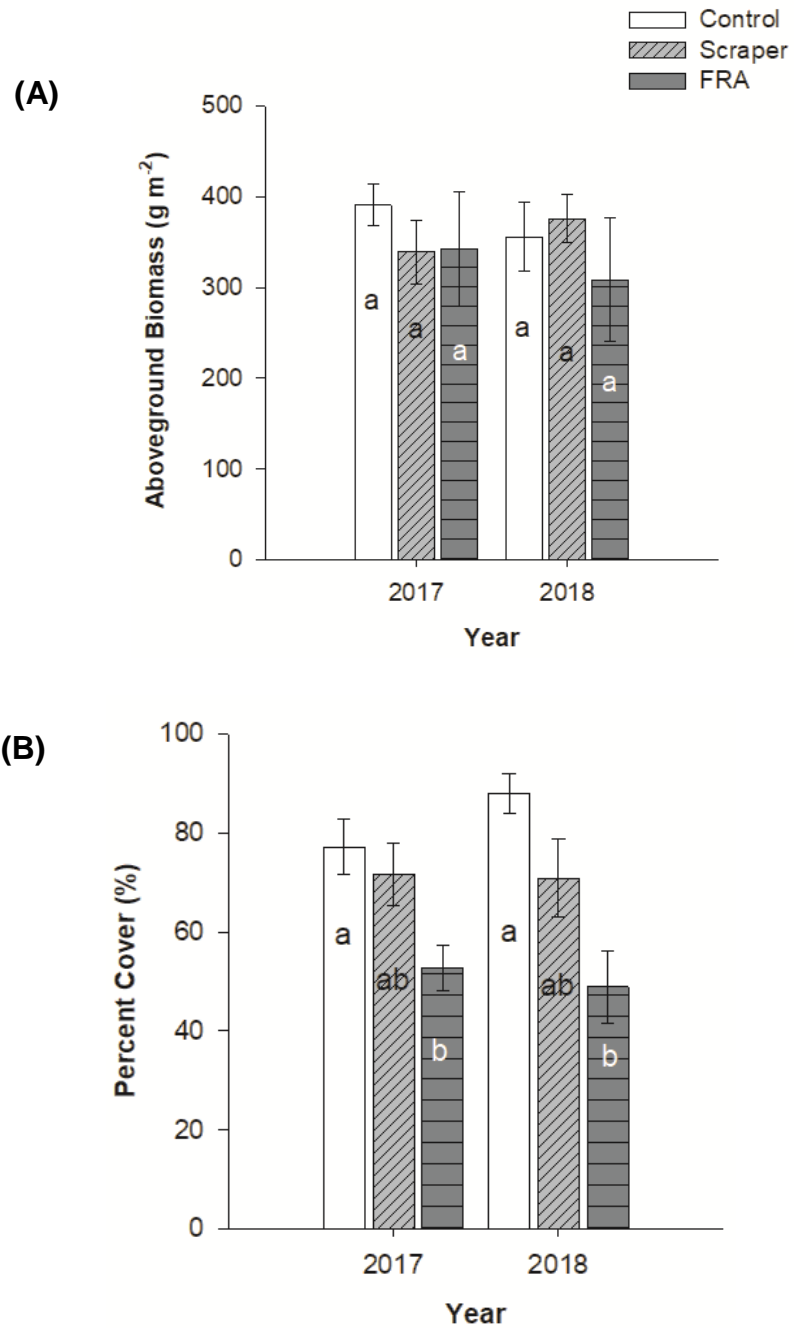 Control
Scraper
FRA
(A)
Aboveground Biomass (g m-2)
500
400
300
200
100
0
a
a
a
a
a
a
2017
2018
Year
(B)
Percent Cover (%)
100
80
60
40
20
0
a
ab
b
a
ab
b
2017
2018
Year